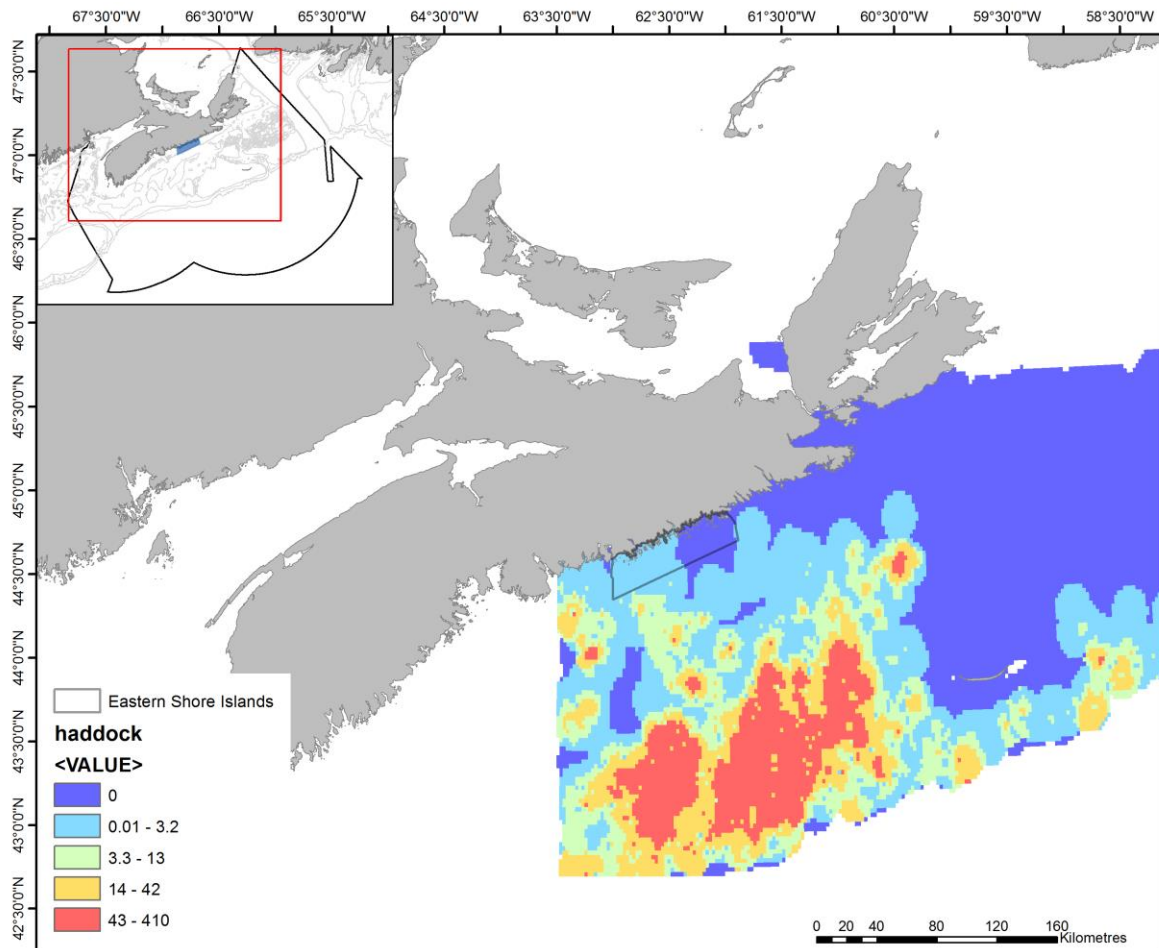 67°30'0"W 66°30'0"W 65°30'0"W 64°30'0"W 63°30'0"W 62°30'0"W 61°30'0"W 60°30'0"W 59°30'0"W 58°30'0"W
47°30'0"N
47°0'0"N
46°30'0"N
46°0'0"N
45°30'0"N
45°0'0"N
44°30'0"N
44°0'0"N
43°30'0"N
43°0'0"N
42°30'0"N
Eastern Shore Islands
haddock
<VALUE>
0
0.01 - 3.2
3.3 - 13
14 - 42
43 - 410
0 20 40 80 120 160
Kilometres